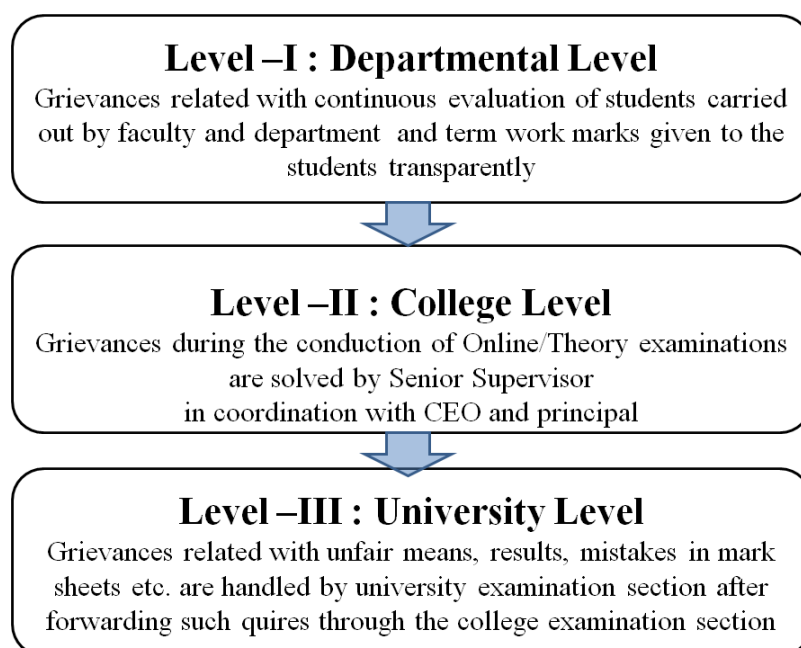 Level –I : Departmental Level
Grievances related with continuous evaluation of students carried
out by faculty and department and term work marks given to the
students transparently
Level –II : College Level
Grievances during the conduction of Online/Theory examinations
are solved by Senior Supervisor
in coordination with CEO and principal
Level –III : University Level
Grievances related with unfair means, results, mistakes in mark
sheets etc. are handled by university examination section after
forwarding such quires through the college examination section